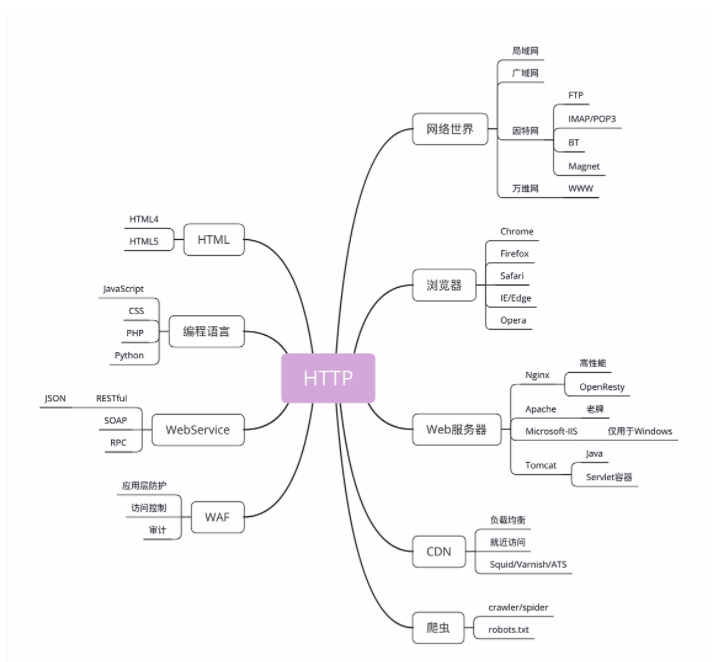 HTTP
网络世界
局域网
广域网
因特网
FTP
IMAP/POP3
BT
Magnet
万维网
WWW
浏览器
Chrome
Firefox
Safari
IE/Edge
Opera
Web服务器
Nginx
高性能
OpenResty
Apache
老牌
Microsoft-IIS
仅用于Windows
Tomcat
Java
Servlet容器
CDN
负载均衡
就近访问
Squid/Varnish/ATS
爬虫
crawler/spider
robots.txt
HTML
HTML4
HTML5
编程语言
JavaScript
CSS
PHP
Python
WebService
RESTful
JSON
SOAP
RPC
WAF
应用层防护
访问控制
审计